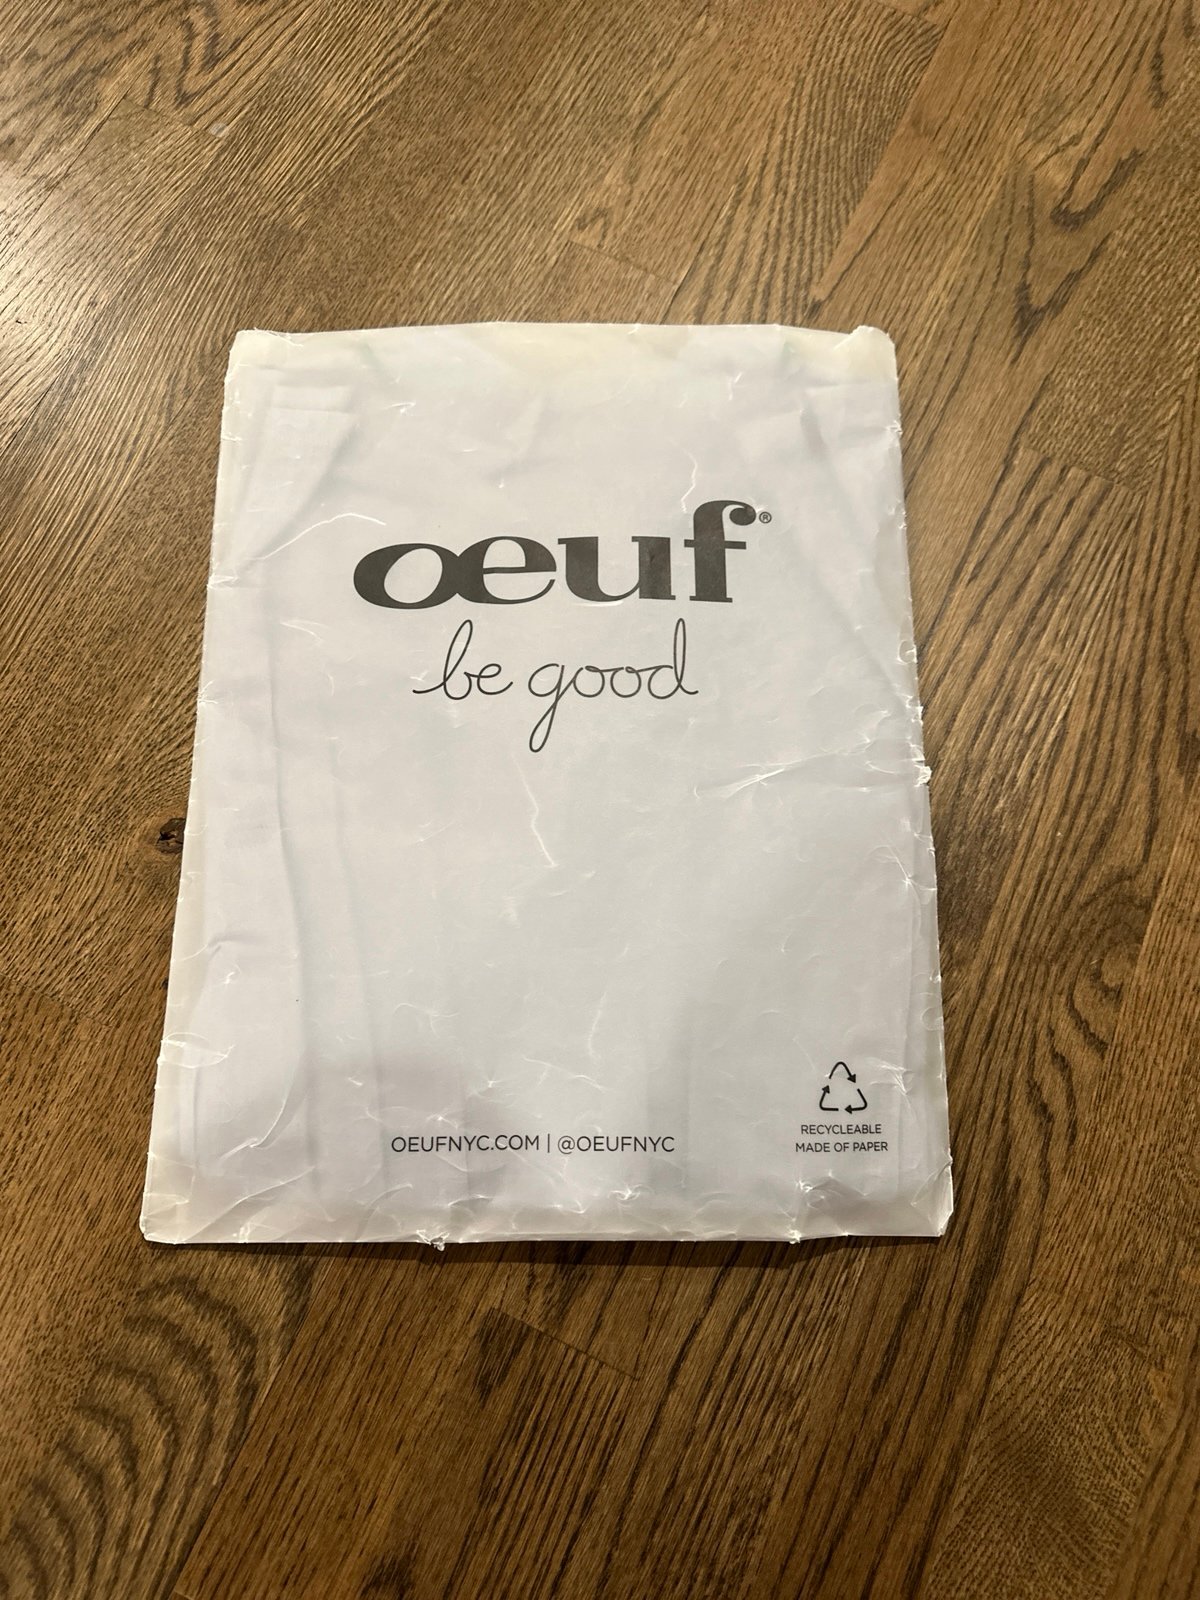 oeuf®
be good
OEUFNYC.COM | @OEUFNYC
RECYCLEABLE
MADE OF PAPER